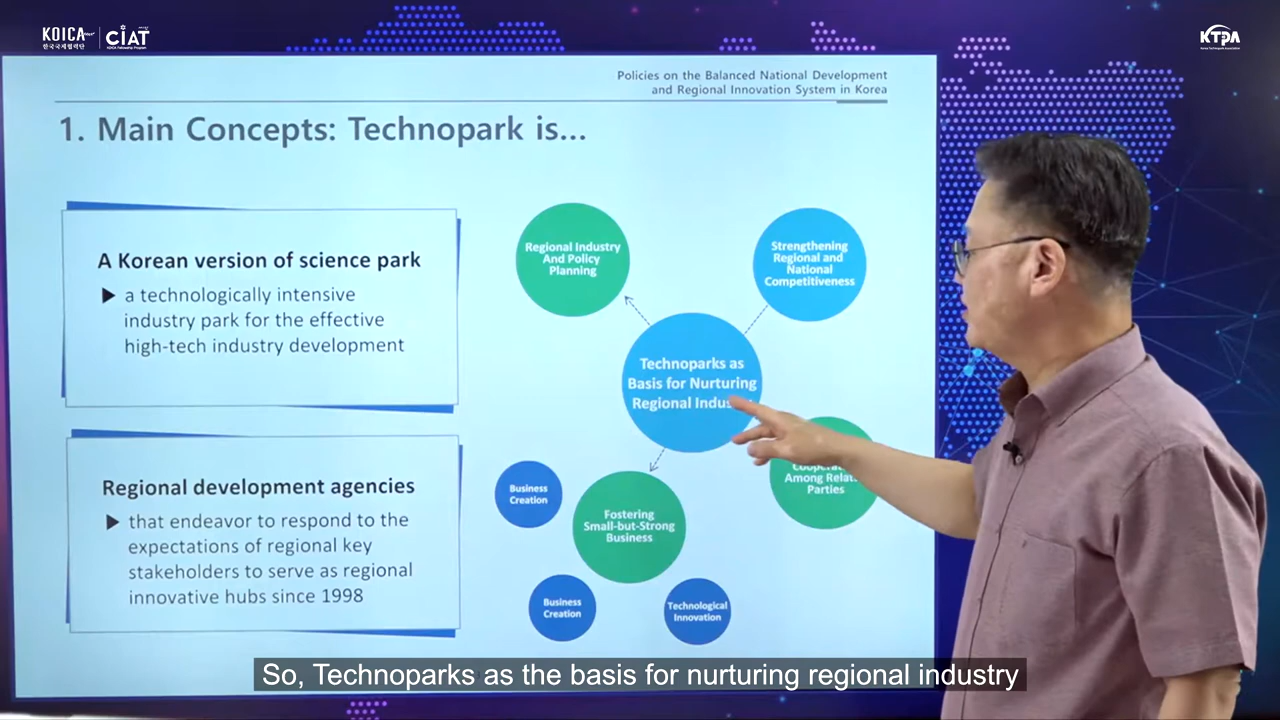 KOICA
한국국제협력단
CIAT
KOICA Fellowship Program
KTPA
Korea Technopark Association
Policies on the Balanced National Development
and Regional Innovation System in Korea
1. Main Concepts: Technopark is...
A Korean version of science park
▶ a technologically intensive
industry park for the effective
high-tech industry development
Regional development agencies
▶ that endeavor to respond to the
expectations of regional key
stakeholders to serve as regional
innovative hubs since 1998
Regional Industry
And Policy
Planning
Strengthening
Regional and
National
Competitiveness
Technoparks as
Basis for Nurturing
Regional
Among
Parties
Business
Creation
Fostering
Small-but-Strong
Business
Business
Creation
Technological
Innovation
So, Technoparks as the basis for nurturing regional industry